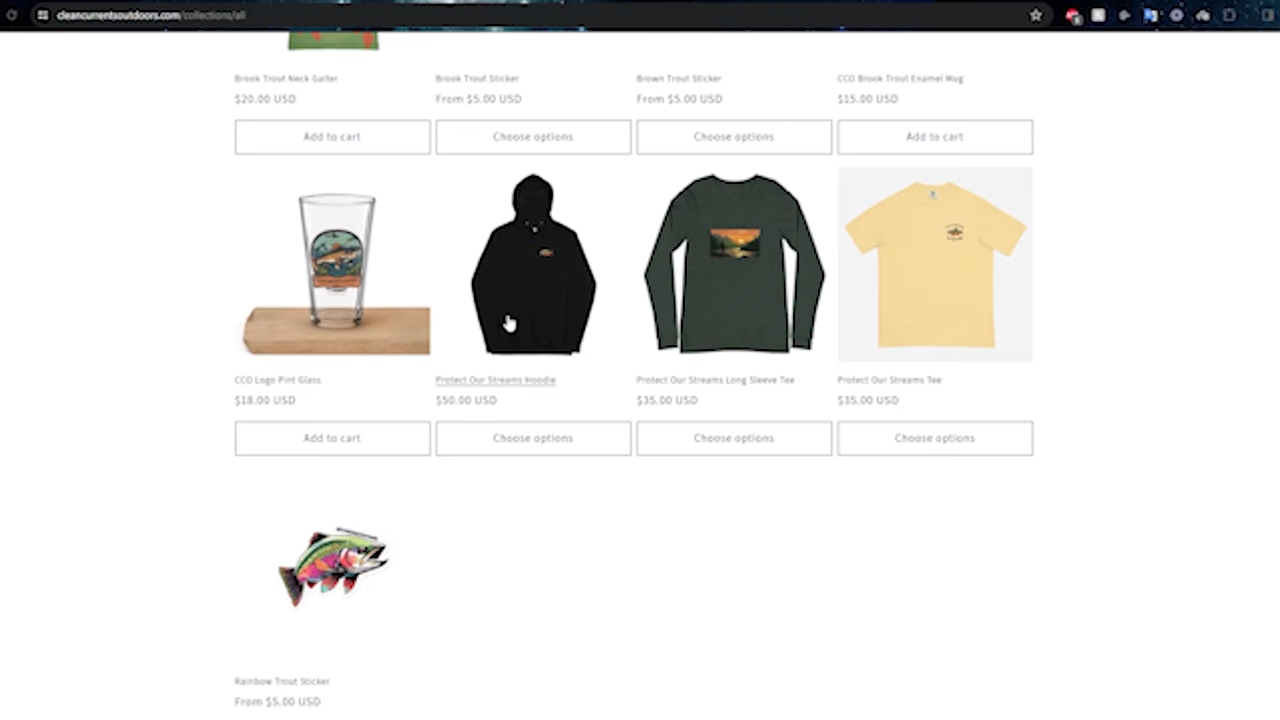 cleancurrentsoutdoors.com/collections/all
Brook Trout Neck Gaiter
Brook Trout Sticker
Brown Trout Sticker
CCO Brook Trout Enamel Mug
$20.00 USD
From $5.00 USD
From $5.00 USD
$15.00 USD
Add to cart
Choose options
Choose options
Add to cart
CCO Logo Pint Glass
Protect Our Streams Hoodie
Protect Our Streams Long Sleeve Tee
Protect Our Streams Tee
$18.00 USD
$50.00 USD
$35.00 USD
$35.00 USD
Add to cart
Choose options
Choose options
Choose options
Rainbow Trout Sticker
From $5.00 USD